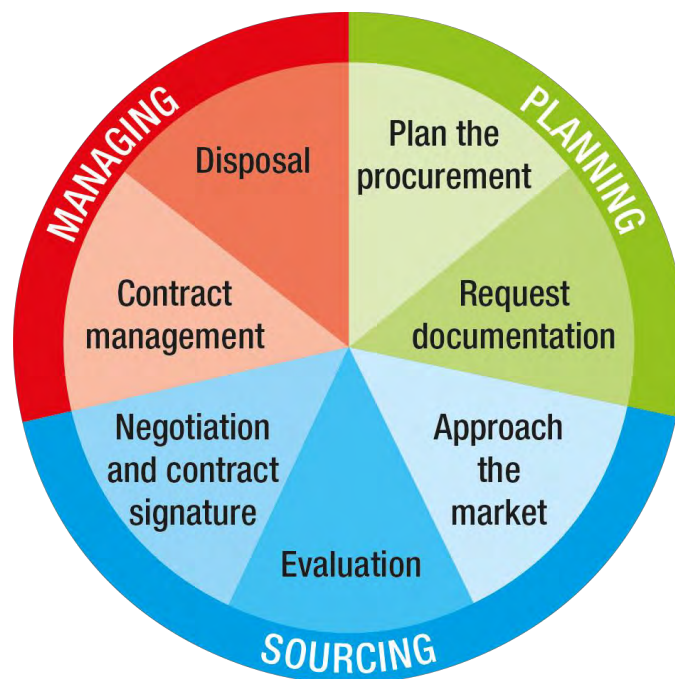 PLANNING
Plan the
procurement
Request
documentation
SOURCING
Approach
the
market
Evaluation
Negotiation
and contract
signature
MANAGING
Contract
management
Disposal